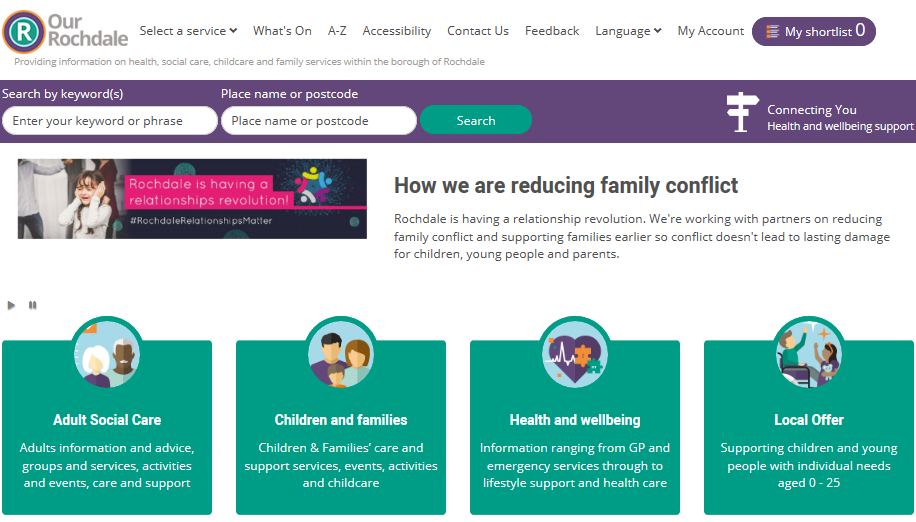 Our
Rochdale
Select a service
What's On
A-Z
Accessibility
Contact Us
Feedback
Language
My Account
My shortlist 0
Providing information on health, social care, childcare and family services within the borough of Rochdale
Search by keyword(s)
Place name or postcode
Enter your keyword or phrase
Place name or postcode
Search
Connecting You
Health and wellbeing support
Rochdale is having a
relationships revolution!
#RochdaleRelationshipsMatter
How we are reducing family conflict
Rochdale is having a relationship revolution. We're working with partners on reducing
family conflict and supporting families earlier so conflict doesn't lead to lasting damage
for children, young people and parents.
Adult Social Care
Adults information and advice,
groups and services, activities
and events, care and support
Children and families
Children & Families' care and
support services, events, activities
and childcare
Health and wellbeing
Information ranging from GP and
emergency services through to
lifestyle support and health care
Local Offer
Supporting children and young
people with individual needs
aged 0 - 25